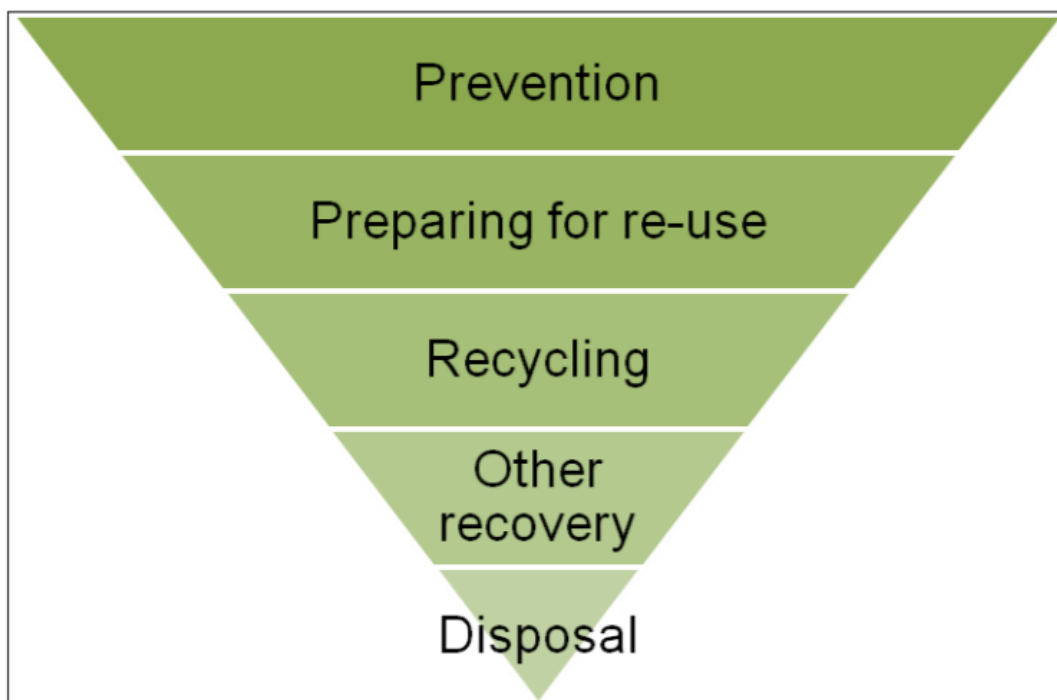 Prevention
Preparing for re-use
Recycling
Other
recovery
Disposal